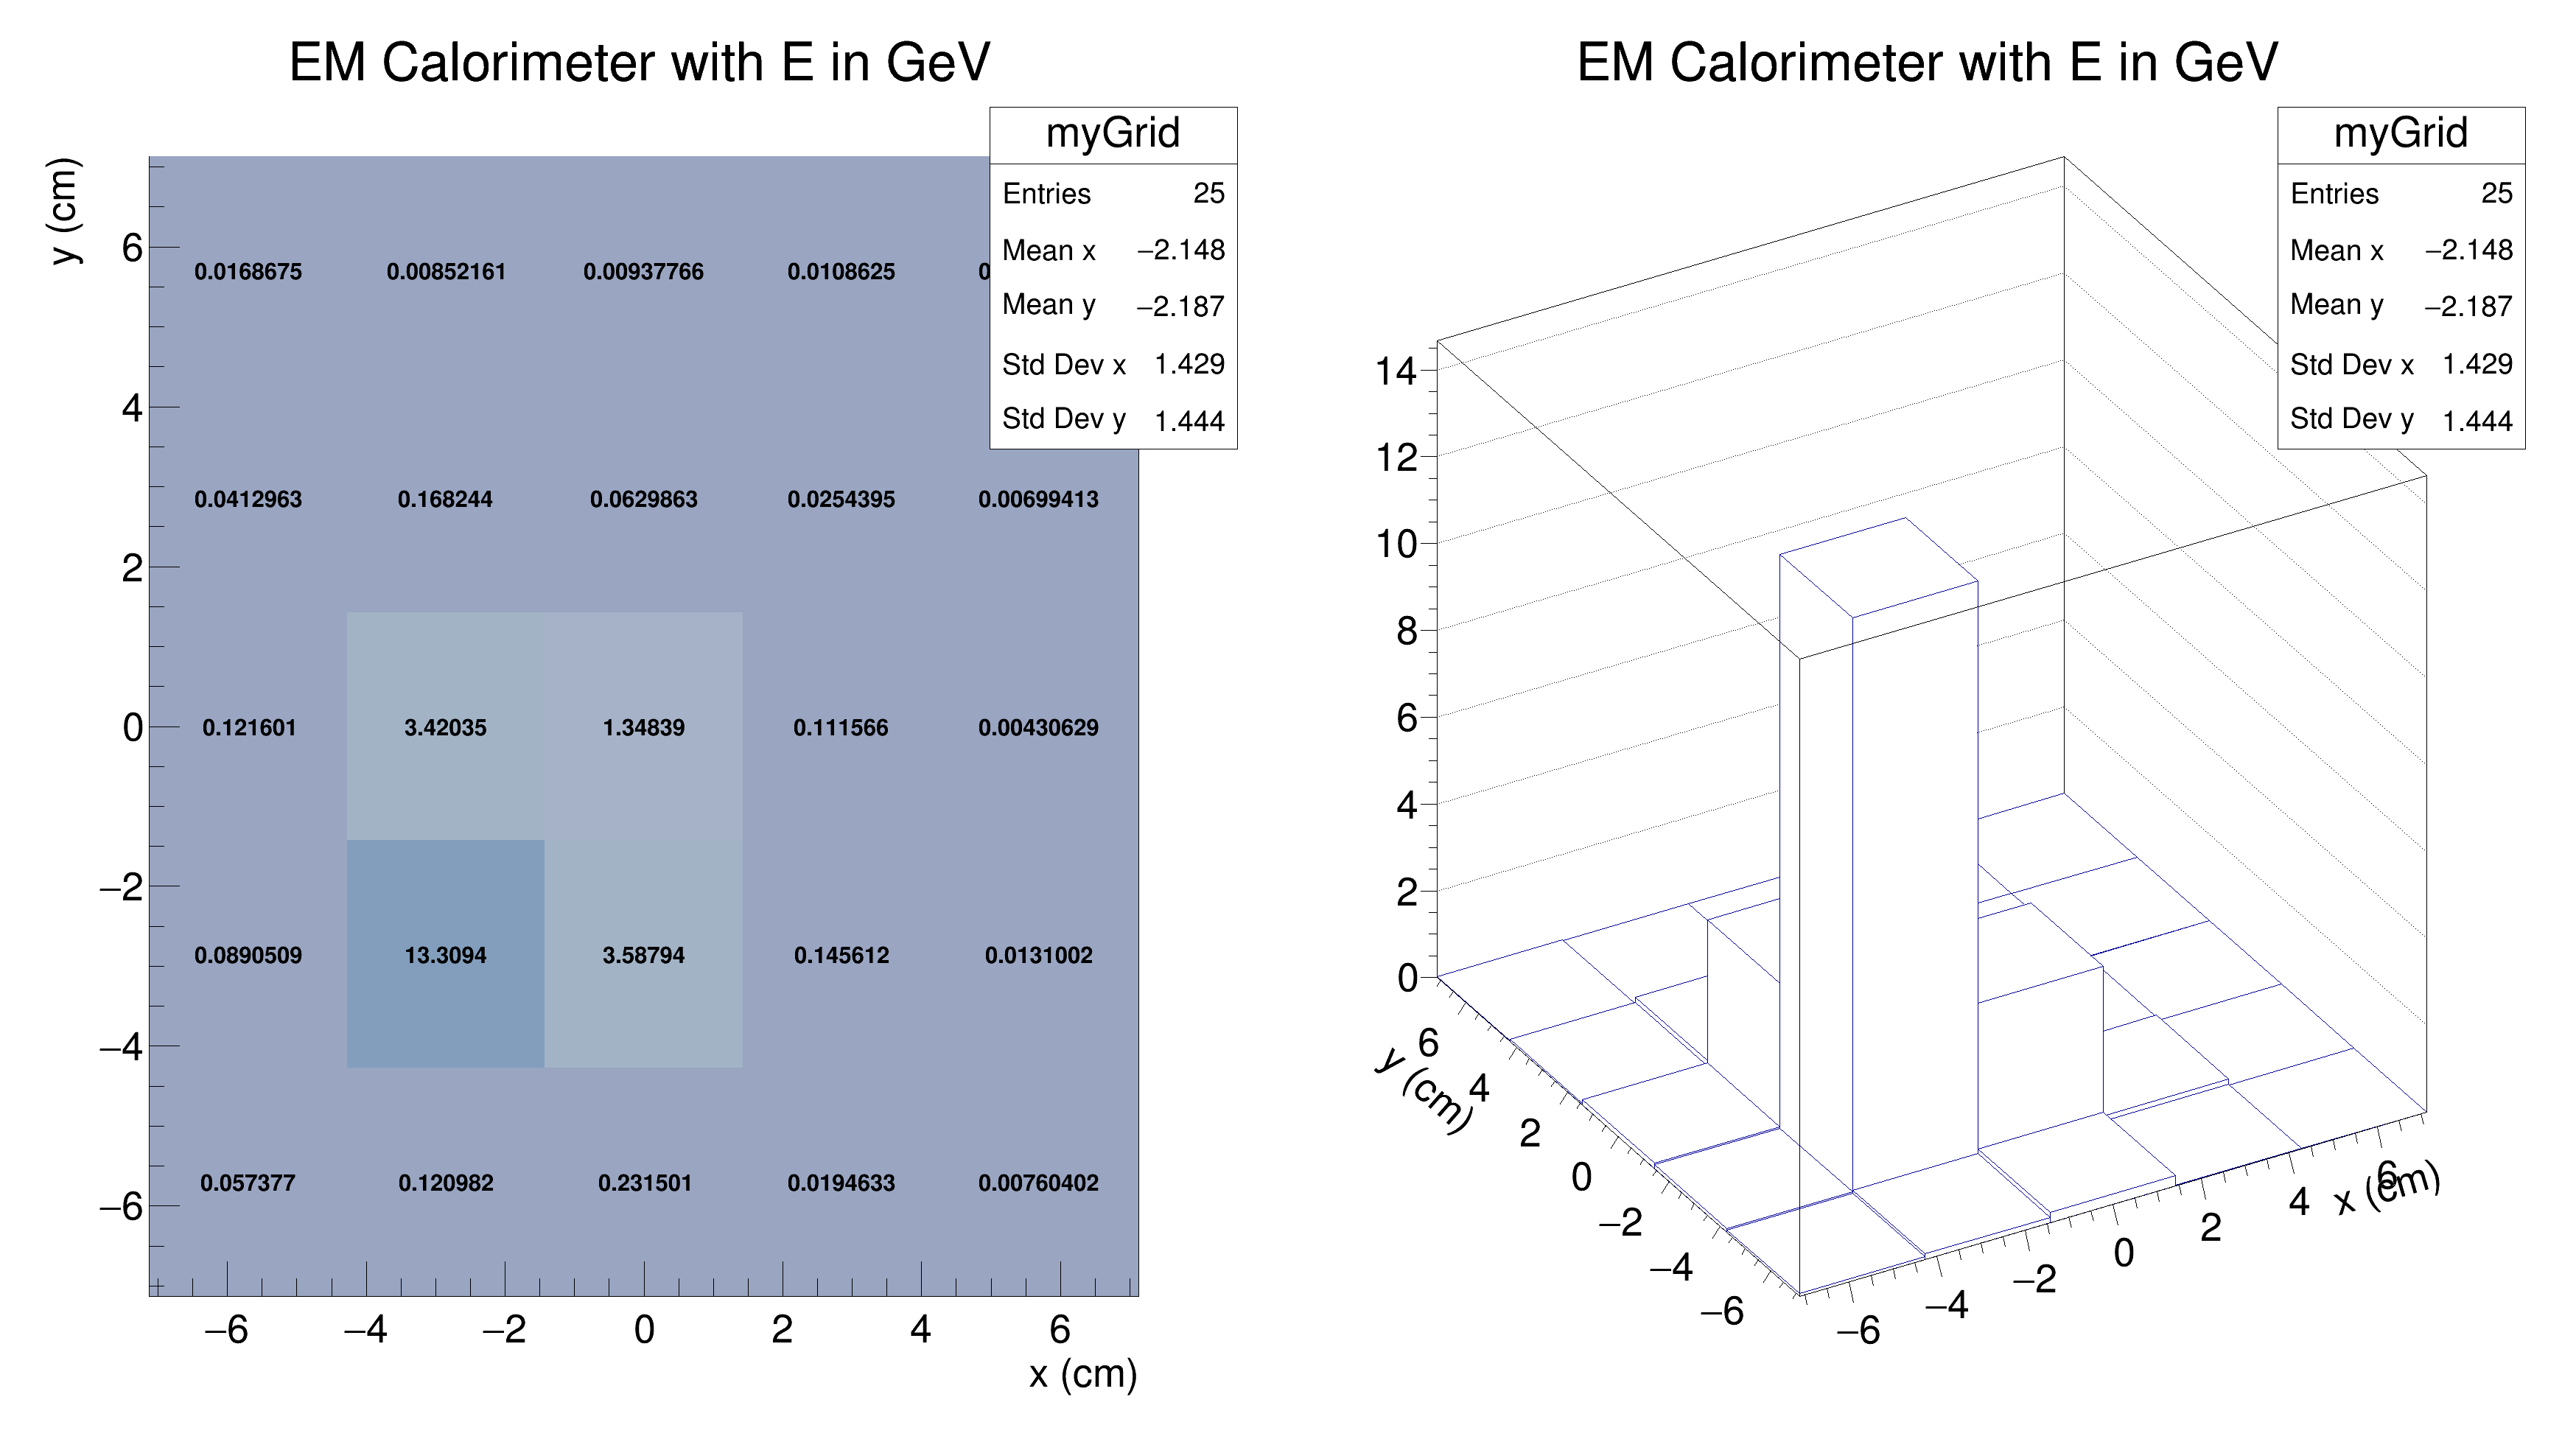 EM Calorimeter with E in GeV
myGrid
Entries 25
Mean x −2.148
Mean y −2.187
Std Dev x 1.429
Std Dev y 1.444
y (cm)
6
4
2
0
−2
−4
−6
0.0168675 0.00852161 0.00937766 0.0108625 0
0.0412963 0.168244 0.0629863 0.0254395 0.00699413
0.121601 3.42035 1.34839 0.111566 0.00430629
0.0890509 13.3094 3.58794 0.145612 0.0131002
0.057377 0.120982 0.231501 0.0194633 0.00760402
−6 −4 −2 0 2 4 6
x (cm)
EM Calorimeter with E in GeV
myGrid
Entries 25
Mean x −2.148
Mean y −2.187
Std Dev x 1.429
Std Dev y 1.444
14
12
10
8
6
4
2
0
6
4
2
0
−2
−4
−6
y (cm)
−6 −4 −2 0 2 4 6
x (cm)